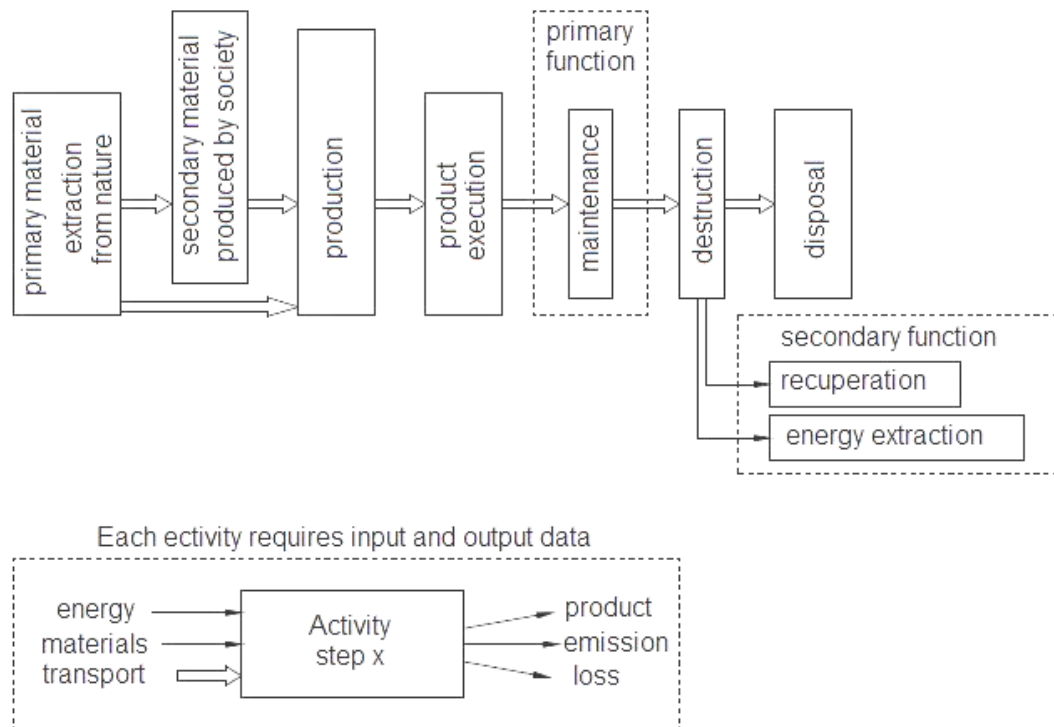 primary material
extraction
from nature
secondary material
produced by society
production
product
execution
primary
function
maintenance
destruction
disposal
secondary function
recuperation
energy extraction
Each ectivity requires input and output data
energy
materials
transport
Activity
step x
product
emission
loss